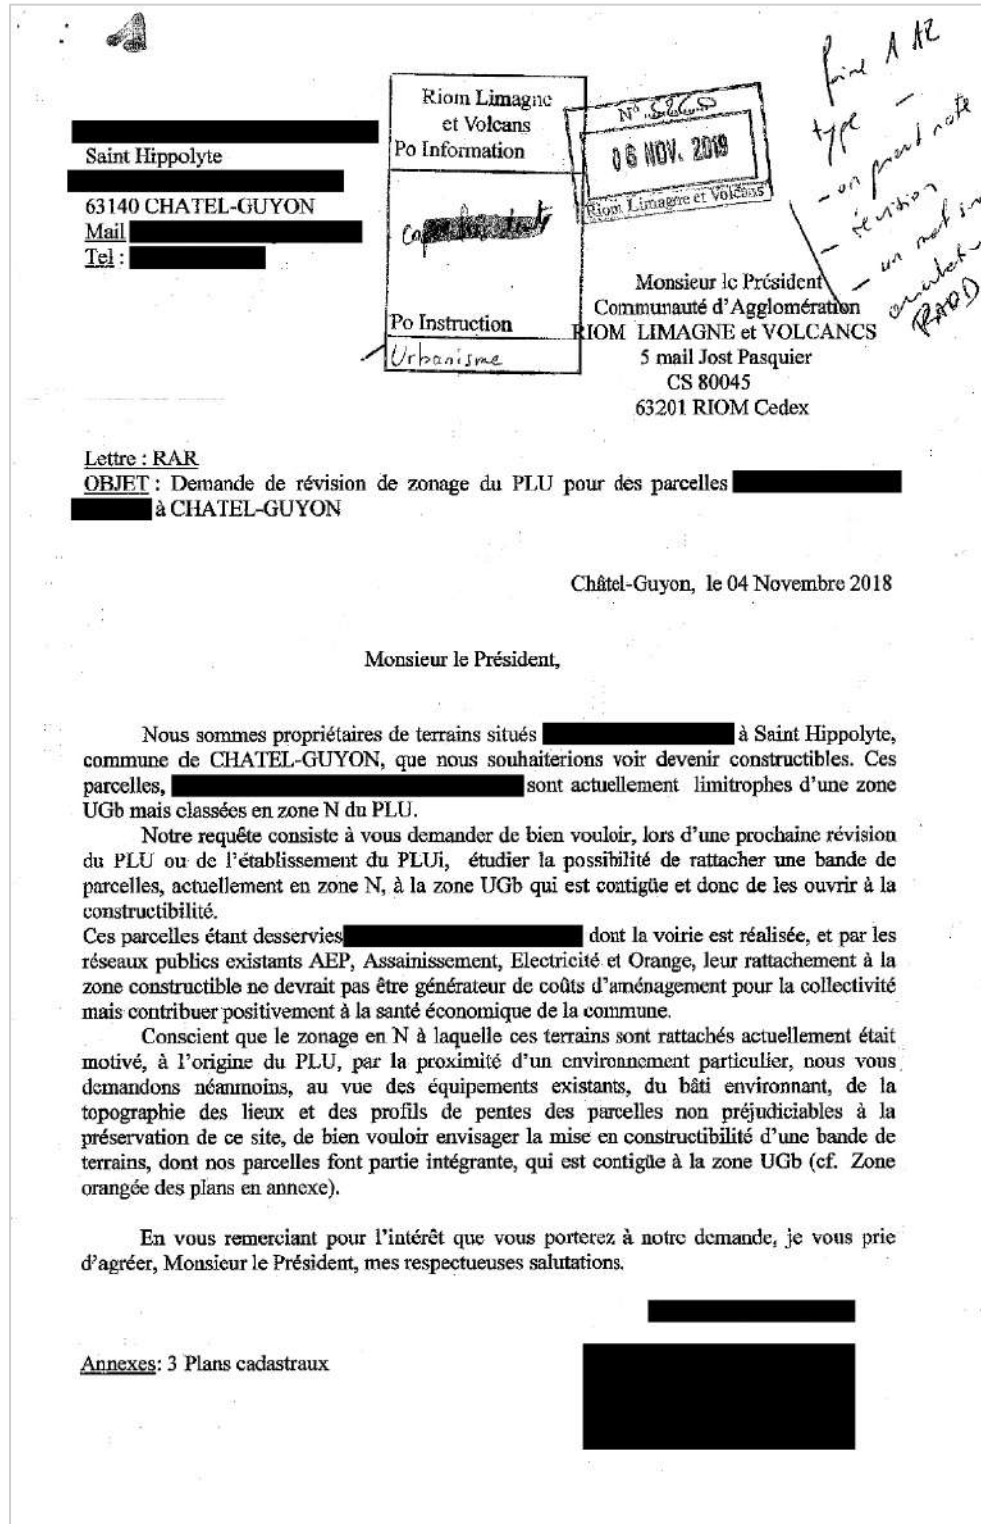 Saint Hippolyte
63140 CHATEL-GUYON
Mail
Tel :
Riom Limagne
et Volcans
Po Information
Po Instruction
Urbanisme
N°
06 NOV. 2019
Riom Limagne et Volcans
faire A AR
type
- on prend note
- révision
- un mot sur
PADD
Monsieur le Président
Communauté d'Agglomération
RIOM LIMAGNE et VOLCANCS
5 mail Jost Pasquier
CS 80045
63201 RIOM Cedex
Lettre : RAR
OBJET : Demande de révision de zonage du PLU pour des parcelles
à CHATEL-GUYON
Châtel-Guyon, le 04 Novembre 2018
Monsieur le Président,
Nous sommes propriétaires de terrains situés à Saint Hippolyte,
commune de CHATEL-GUYON, que nous souhaiterions voir devenir constructibles. Ces
parcelles, sont actuellement limitrophes d'une zone
UGb mais classées en zone N du PLU.
Notre requête consiste à vous demander de bien vouloir, lors d'une prochaine révision
du PLU ou de l'établissement du PLUi, étudier la possibilité de rattacher une bande de
parcelles, actuellement en zone N, à la zone UGb qui est contigüe et donc de les ouvrir à la
constructibilité.
Ces parcelles étant desservies dont la voirie est réalisée, et par les
réseaux publics existants AEP, Assainissement, Electricité et Orange, leur rattachement à la
zone constructible ne devrait pas être générateur de coûts d'aménagement pour la collectivité
mais contribuer positivement à la santé économique de la commune.
Conscient que le zonage en N à laquelle ces terrains sont rattachés actuellement était
motivé, à l'origine du PLU, par la proximité d'un environnement particulier, nous vous
demandons néanmoins, au vue des équipements existants, du bâti environnant, de la
topographie des lieux et des profils de pentes des parcelles non préjudiciables à la
préservation de ce site, de bien vouloir envisager la mise en constructibilité d'une bande de
terrains, dont nos parcelles font partie intégrante, qui est contigüe à la zone UGb (cf. Zone
orangée des plans en annexe).
En vous remerciant pour l'intérêt que vous porterez à notre demande, je vous prie
d'agréer, Monsieur le Président, mes respectueuses salutations.
Annexes: 3 Plans cadastraux